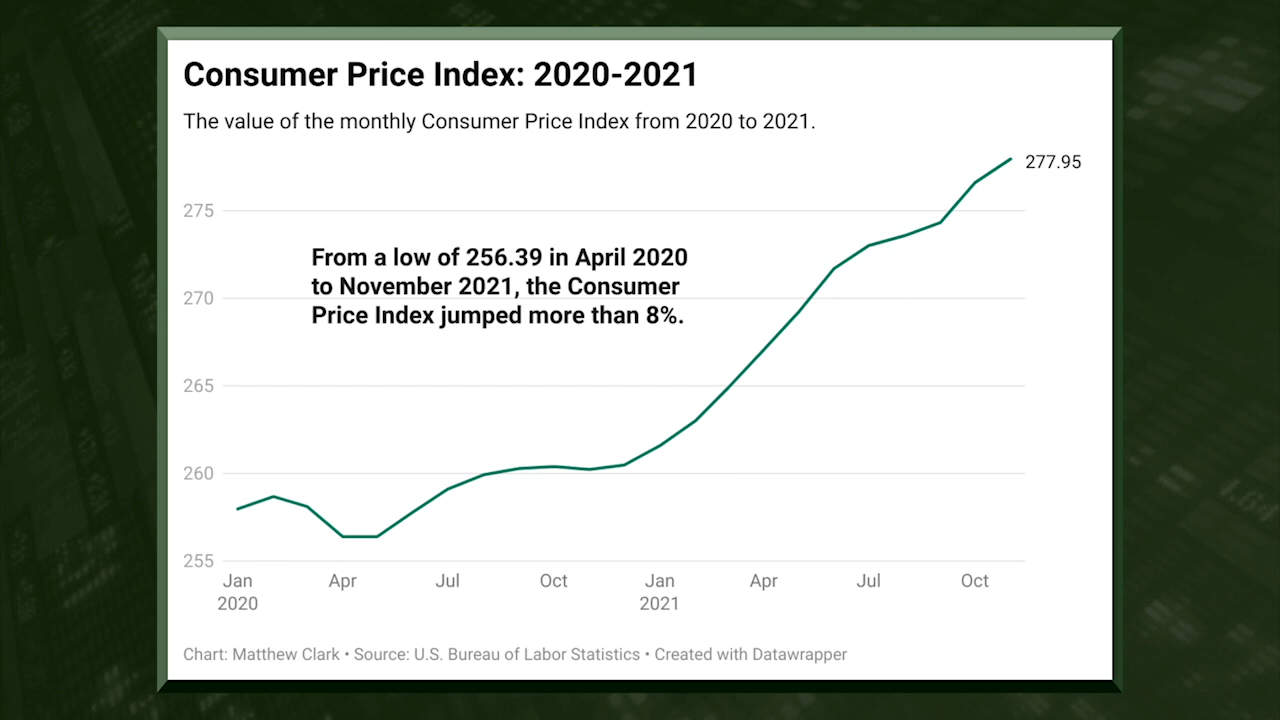 Consumer Price Index: 2020-2021
The value of the monthly Consumer Price Index from 2020 to 2021.
277.95
275
From a low of 256.39 in April 2020
to November 2021, the Consumer
270
Price Index jumped more than 8%.
265
260
255
Jan Apr Jul Oct Jan Apr Jul Oct
2020 2021
Chart: Matthew Clark • Source: U.S. Bureau of Labor Statistics • Created with Datawrapper